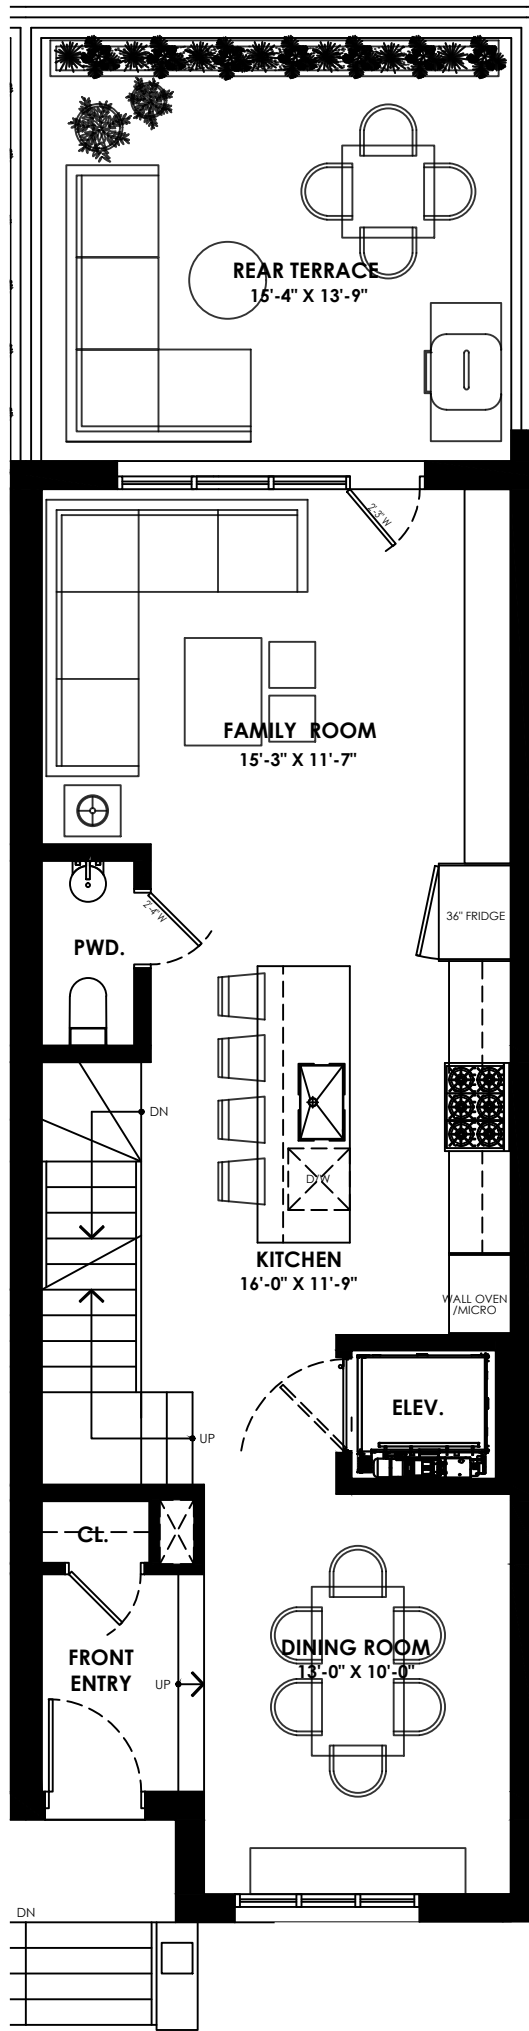 REAR TERRACE
15'-4" X 13'-9"
2'-3"W
FAMILY ROOM
15'-3" X 11'-7"
2'-4"W
PWD.
36" FRIDGE
DN
D/W
KITCHEN
16'-0" X 11'-9"
WALL OVEN
/MICRO
ELEV.
UP
CL.
FRONT
ENTRY
UP
DINING ROOM
13'-0" X 10'-0"
DN